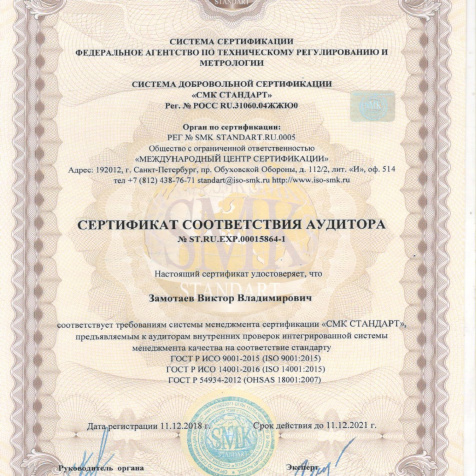 STANDART
СИСТЕМА СЕРТИФИКАЦИИ
ФЕДЕРАЛЬНОЕ АГЕНТСТВО ПО ТЕХНИЧЕСКОМУ РЕГУЛИРОВАНИЮ И
МЕТРОЛОГИИ
СИСТЕМА ДОБРОВОЛЬНОЙ СЕРТИФИКАЦИИ
«СМК СТАНДАРТ»
Рег. № РОСС RU.31060.04ЖЖЮ0
Орган по сертификации:
РЕГ № SMK STANDART.RU.0005
Общество с ограниченной ответственностью
«МЕЖДУНАРОДНЫЙ ЦЕНТР СЕРТИФИКАЦИИ»
Адрес: 192012, г. Санкт-Петербург, пр. Обуховской Обороны, д. 112/2, лит. «И», оф. 514
тел +7 (812) 438-76-71 standart@iso-smk.ru http://www.iso-smk.ru
СЕРТИФИКАТ СООТВЕТСТВИЯ АУДИТОРА
№ ST.RU.EXP.00015864-1
SMK
STANDART
Настоящий сертификат удостоверяет, что
Замотаев Виктор Владимирович
соответствует требованиям системы менеджмента сертификации «СМК СТАНДАРТ»,
предъявляемым к аудиторам внутренних проверок интегрированной системы
менеджмента качества на соответствие стандарту
ГОСТ Р ИСО 9001-2015 (ISO 9001:2015)
ГОСТ Р ИСО 14001-2016 (ISO 14001:2015)
ГОСТ Р 54934-2012 (OHSAS 18001:2007)
Дата регистрации 11.12.2018 г. Срок действия до 11.12.2021 г.
SMK
STANDART
Руководитель органа Эксперт